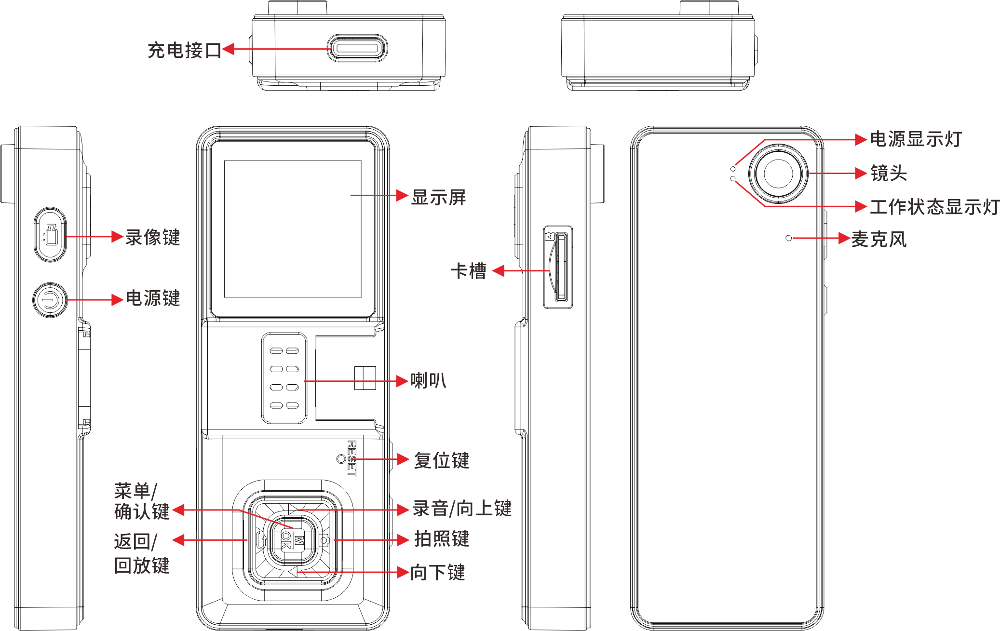 充电接口
电源显示灯
镜头
工作状态显示灯
麦克风
显示屏
录像键
卡槽
电源键
喇叭
RESET
复位键
菜单/
确认键
录音/向上键
返回/
回放键
M
OK
拍照键
向下键